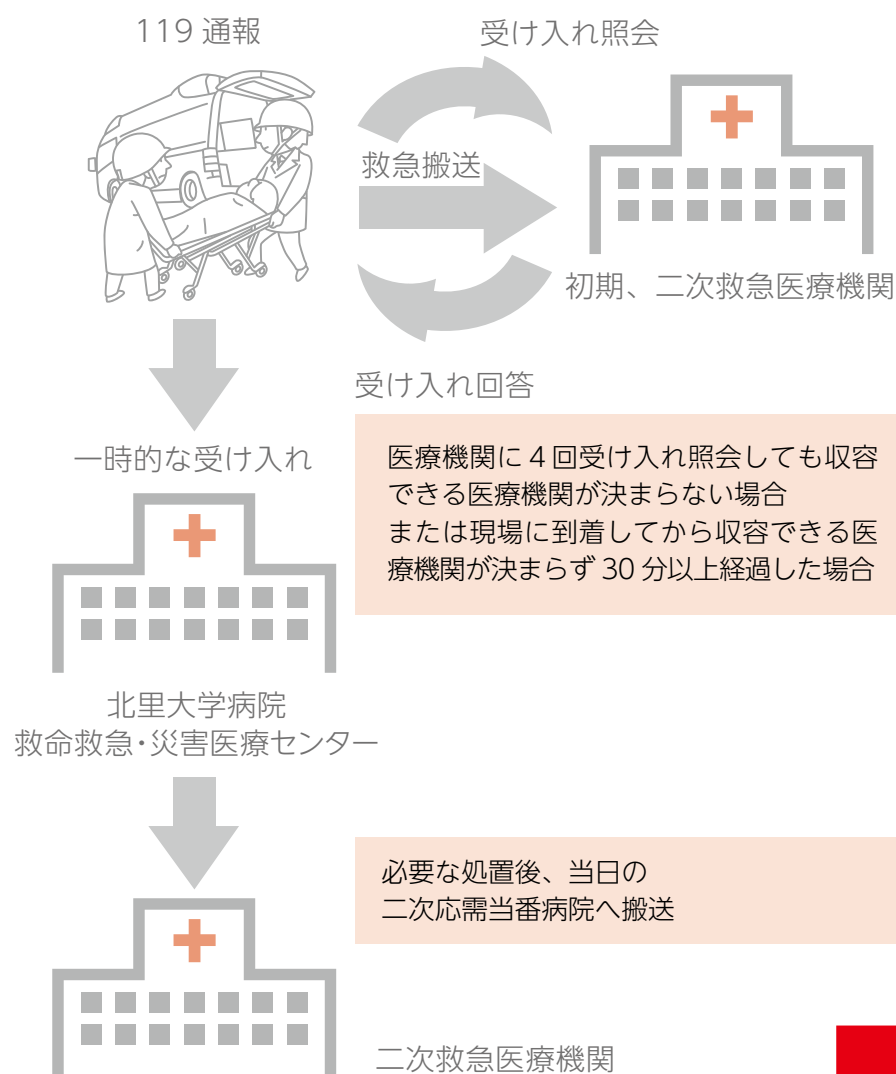 119 通報
受け入れ照会
救急搬送
初期、二次救急医療機関
受け入れ回答
一時的な受け入れ
医療機関に 4 回受け入れ照会しても収容
できる医療機関が決まらない場合
または現場に到着してから収容できる医
療機関が決まらず 30 分以上経過した場合
北里大学病院
救命救急・災害医療センター
必要な処置後、当日の
二次応需当番病院へ搬送
二次救急医療機関